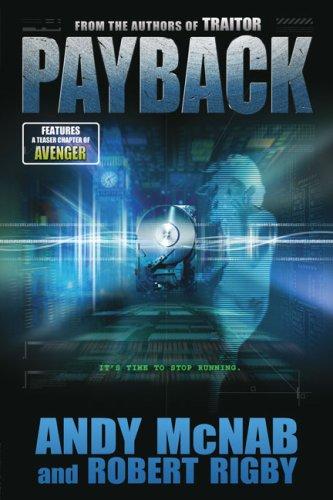 FROM THE AUTHORS OF TRAITOR
PAYBACK
FEATURES
A TEASER CHAPTER OF
AVENGER
IT'S TIME TO STOP RUNNING.
ANDY McNAB
and ROBERT RIGBY